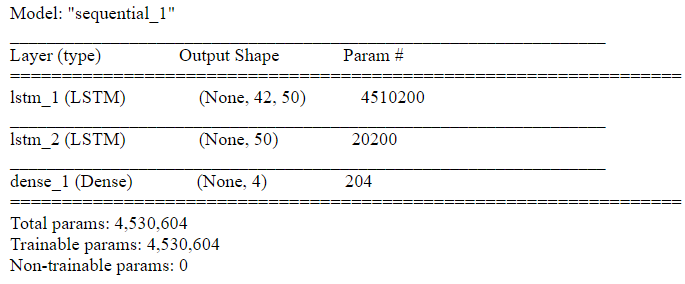 Model: "sequential_1"
_________________________________________________________________
Layer (type) Output Shape Param #
=================================================================
lstm_1 (LSTM) (None, 42, 50) 4510200
_________________________________________________________________
lstm_2 (LSTM) (None, 50) 20200
_________________________________________________________________
dense_1 (Dense) (None, 4) 204
=================================================================
Total params: 4,530,604
Trainable params: 4,530,604
Non-trainable params: 0